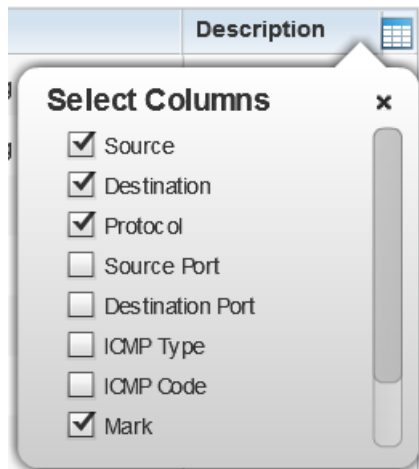 Description
Select Columns
Source
Destination
Protocol
Source Port
Destination Port
ICMP Type
ICMP Code
Mark